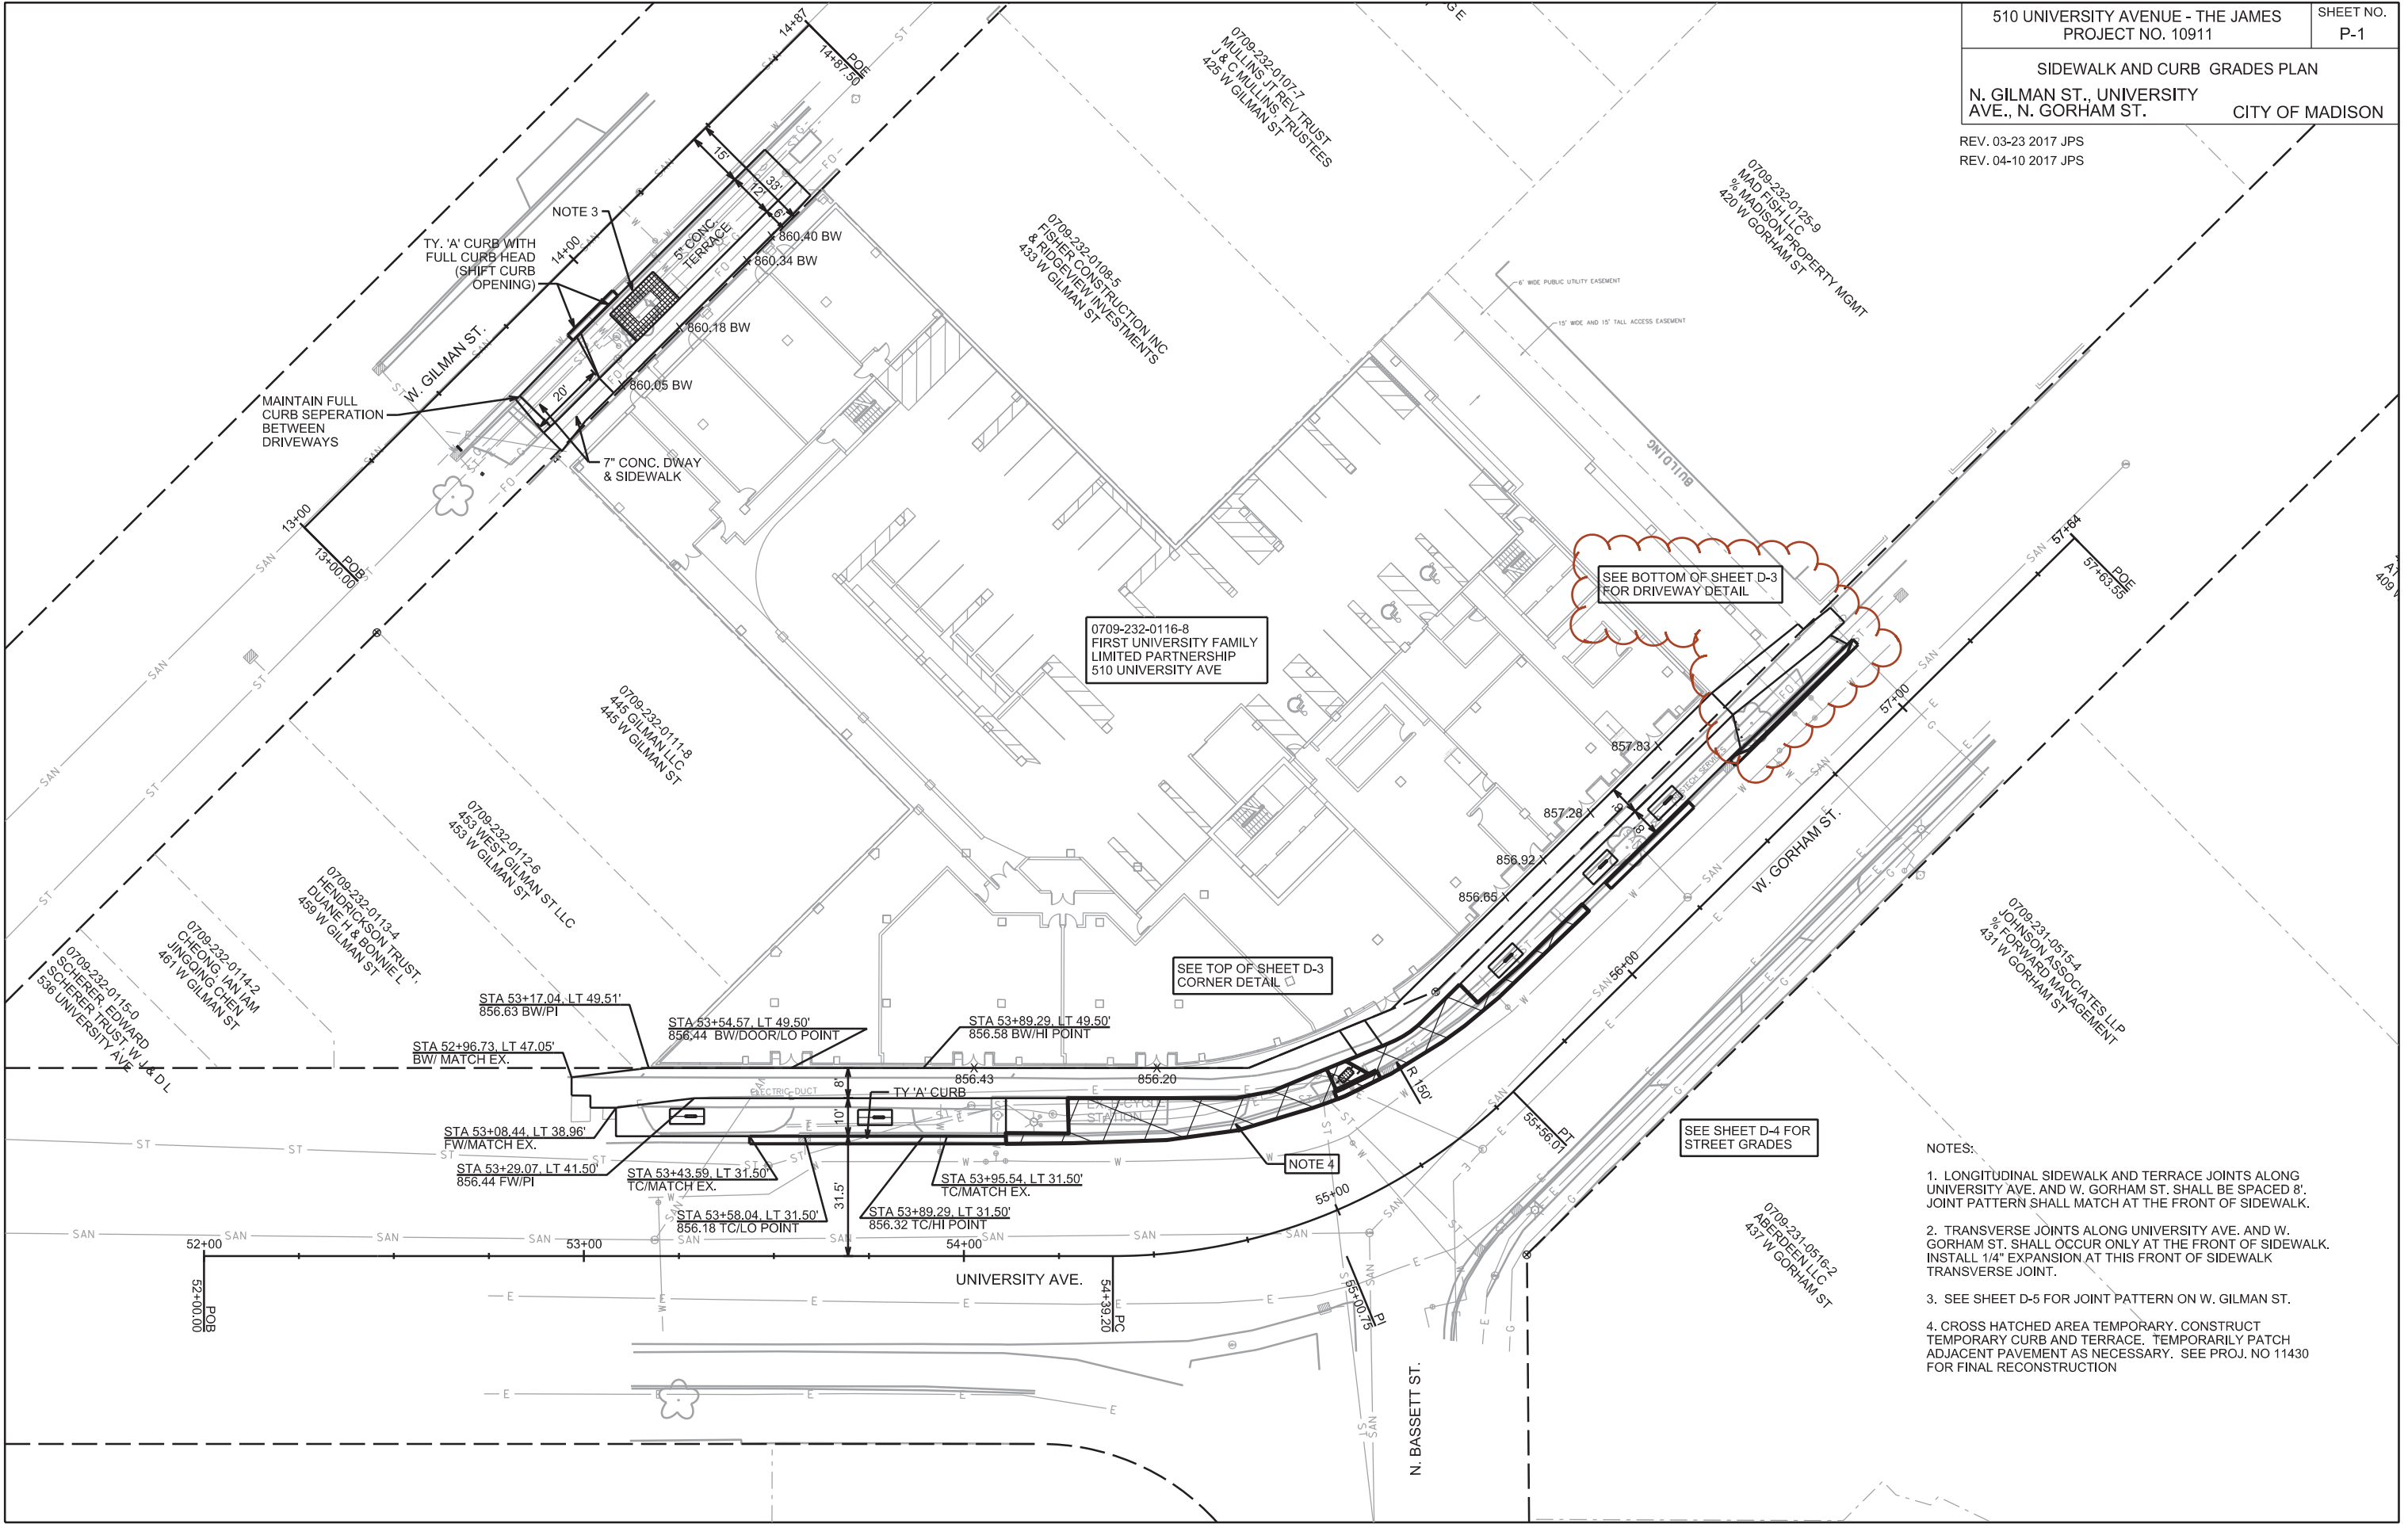 510 UNIVERSITY AVENUE - THE JAMES
PROJECT NO. 10911
SHEET NO.
P-1
SIDEWALK AND CURB GRADES PLAN
N. GILMAN ST., UNIVERSITY
AVE., N. GORHAM ST.
CITY OF MADISON
REV. 03-23 2017 JPS
REV. 04-10 2017 JPS
14+87
POE
14+87.50
0709-232-0107-7
MULLINS, JT REV TRUST
J & C MULLINS, TRUSTEES
425 W GILMAN ST
0709-232-0125-9
MAD FISH LLC
% MADISON PROPERTY MGMT
420 W GORHAM ST
0709-232-0108-5
FISHER CONSTRUCTION INC
& RIDGEVIEW INVESTMENTS
433 W GILMAN ST
NOTE 3
TY. 'A' CURB WITH
FULL CURB HEAD
(SHIFT CURB
OPENING)
14+00
15'
33'
12'
6'
5" CONC.
TERRACE
860.40 BW
860.34 BW
860.18 BW
860.05 BW
W. GILMAN ST.
20'
MAINTAIN FULL
CURB SEPERATION
BETWEEN
DRIVEWAYS
7" CONC. DWAY
& SIDEWALK
13+00
POB
13+00.00
6' WIDE PUBLIC UTILITY EASEMENT
15' WIDE AND 15' TALL ACCESS EASEMENT
BUILDING
SEE BOTTOM OF SHEET D-3
FOR DRIVEWAY DETAIL
57+64
POE
57+63.55
57+00
0709-232-0116-8
FIRST UNIVERSITY FAMILY
LIMITED PARTNERSHIP
510 UNIVERSITY AVE
0709-232-0111-8
445 GILMAN LLC
445 W GILMAN ST
0709-232-0112-6
453 WEST GILMAN ST LLC
453 W GILMAN ST
0709-232-0113-4
HENDRICKSON TRUST,
DUANE H & BONNIE L
459 W GILMAN ST
0709-232-0114-2
CHEONG, IAN IAM
JINGQING CHEN
461 W GILMAN ST
0709-232-0115-0
SCHERER, EDWARD
SCHERER TRUST, W J & D L
536 UNIVERSITY AVE
857.83
857.28
856.92
856.65
8'
8'
W. GORHAM ST.
56+00
0709-231-0515-4
JOHNSON ASSOCIATES LLP
% FORWARD MANAGEMENT
431 W GORHAM ST
SEE TOP OF SHEET D-3
CORNER DETAIL
STA 53+17.04, LT 49.51'
856.63 BW/PI
STA 53+54.57, LT 49.50'
856.44 BW/DOOR/LO POINT
STA 53+89.29, LT 49.50'
856.58 BW/HI POINT
STA 52+96.73, LT 47.05'
BW/ MATCH EX.
856.43
856.20
ELECTRIC DUCT
8'
10'
TY 'A' CURB
R 150'
STA 53+08.44, LT 38.96'
FW/MATCH EX.
STA 53+29.07, LT 41.50'
856.44 FW/PI
STA 53+43.59, LT 31.50'
TC/MATCH EX.
STA 53+58.04, LT 31.50'
856.18 TC/LO POINT
31.5'
STA 53+95.54, LT 31.50'
TC/MATCH EX.
STA 53+89.29, LT 31.50'
856.32 TC/HI POINT
NOTE 4
PT
55+56.01
SEE SHEET D-4 FOR
STREET GRADES
52+00
53+00
54+00
55+00
UNIVERSITY AVE.
POB
52+00.00
PC
54+39.20
PI
55+00.75
N. BASSETT ST.
0709-231-0516-2
ABERDEEN LLC
437 W GORHAM ST
NOTES:
1. LONGITUDINAL SIDEWALK AND TERRACE JOINTS ALONG
UNIVERSITY AVE. AND W. GORHAM ST. SHALL BE SPACED 8'.
JOINT PATTERN SHALL MATCH AT THE FRONT OF SIDEWALK.
2. TRANSVERSE JOINTS ALONG UNIVERSITY AVE. AND W.
GORHAM ST. SHALL OCCUR ONLY AT THE FRONT OF SIDEWALK.
INSTALL 1/4" EXPANSION AT THIS FRONT OF SIDEWALK
TRANSVERSE JOINT.
3. SEE SHEET D-5 FOR JOINT PATTERN ON W. GILMAN ST.
4. CROSS HATCHED AREA TEMPORARY. CONSTRUCT
TEMPORARY CURB AND TERRACE. TEMPORARILY PATCH
ADJACENT PAVEMENT AS NECESSARY. SEE PROJ. NO 11430
FOR FINAL RECONSTRUCTION